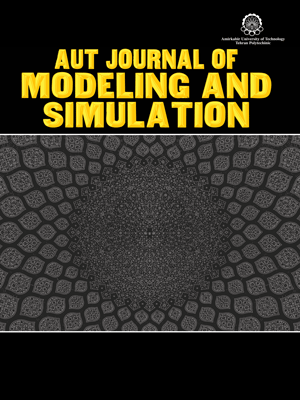 Amirkabir University of Technology
Tehran Polytechnic
AUT JOURNAL OF
MODELING AND
SIMULATION